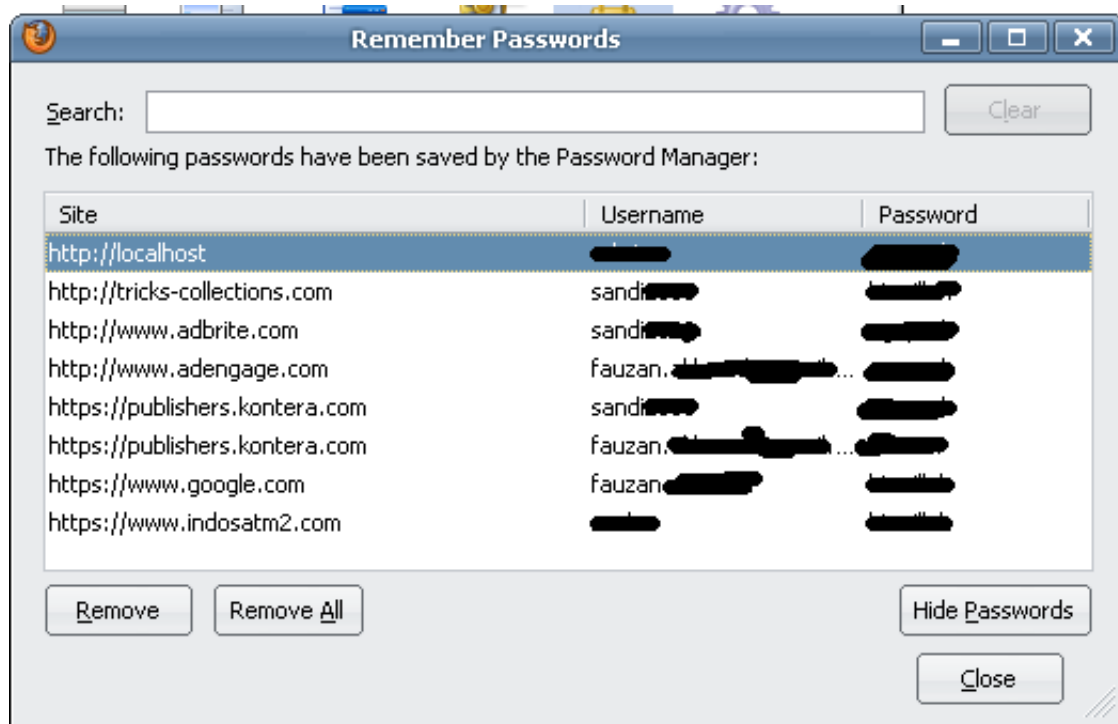 Remember Passwords
Search: Clear
The following passwords have been saved by the Password Manager:
Site Username Password
http://localhost
http://tricks-collections.com sandi
http://www.adbrite.com sandi
http://www.adengage.com fauzan. ...
https://publishers.kontera.com sandi
https://publishers.kontera.com fauzan. ...
https://www.google.com fauzan
https://www.indosatm2.com
Remove Remove All Hide Passwords
Close